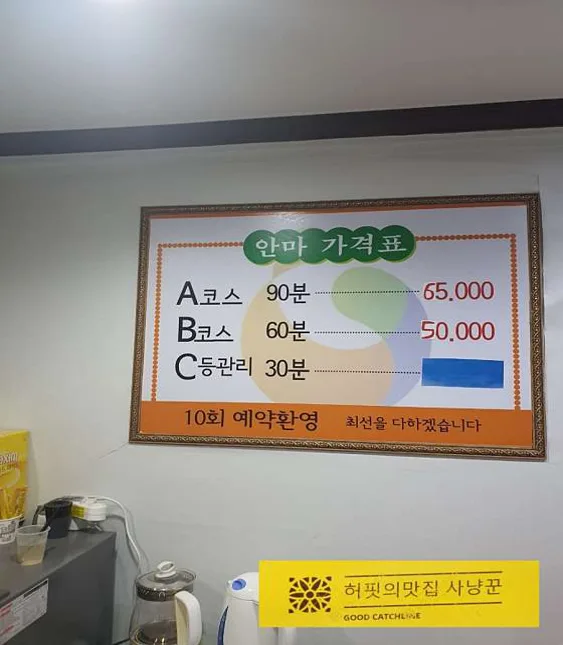 안마 가격표
A코스 90분 65.000
B코스 60분 50.000
C등관리 30분
10회 예약환영 최선을 다하겠습니다
허핏의맛집 사냥꾼
GOOD CATCHLINE